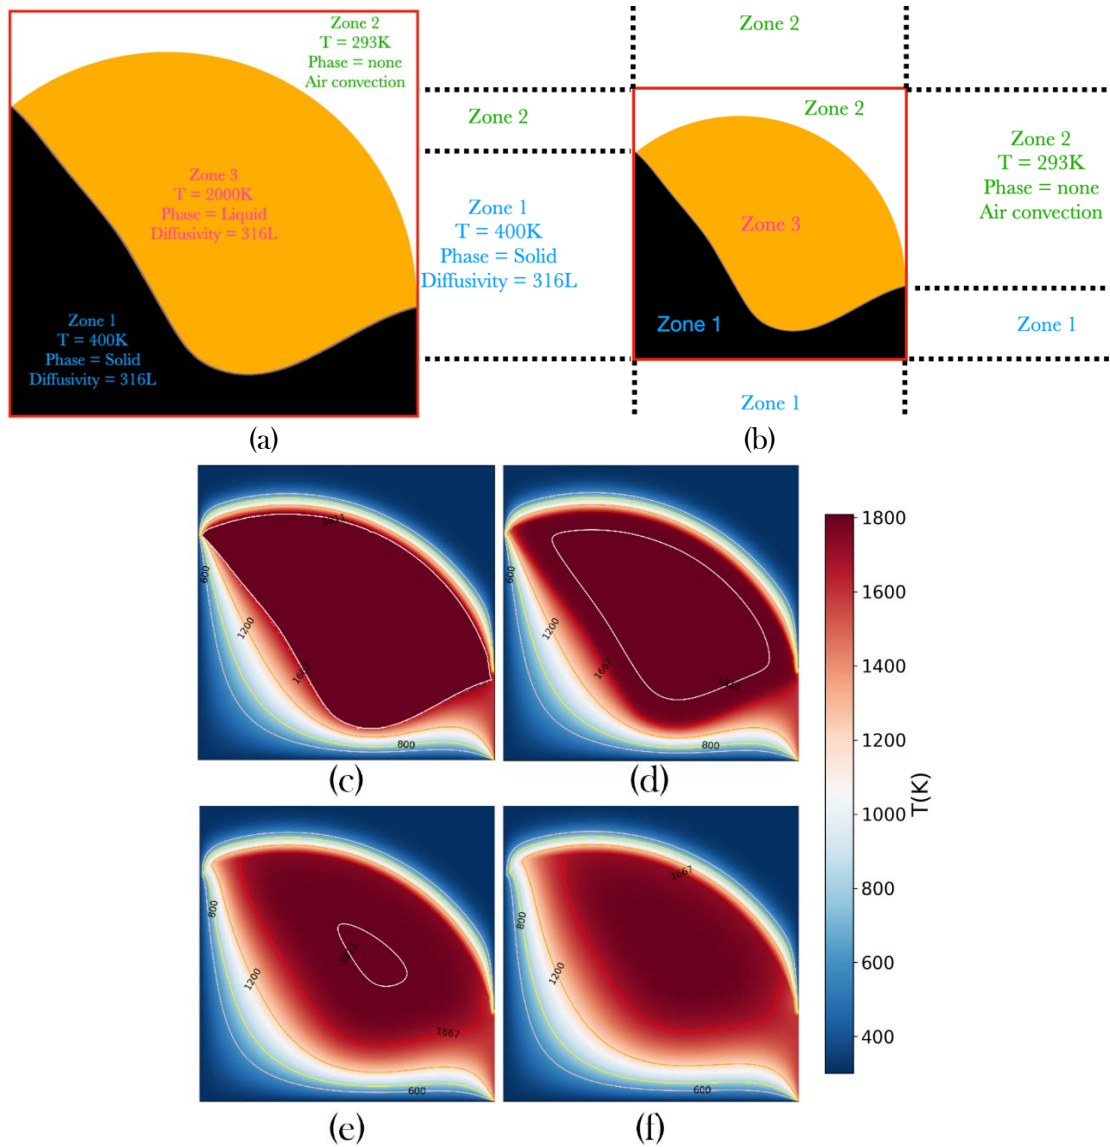 Zone 2
T = 293K
Phase = none
Air convection
Zone 3
T = 2000K
Phase = Liquid
Diffusivity = 316L
Zone 1
T = 400K
Phase = Solid
Diffusivity = 316L
(a)
Zone 2
Zone 2
Zone 2
Zone 2
T = 293K
Phase = none
Air convection
Zone 1
T = 400K
Phase = Solid
Diffusivity = 316L
Zone 3
Zone 1
Zone 1
Zone 1
(b)
600
1200
800
(c)
600
1200
1667
800
(d)
800
1200
1667
600
(e)
1667
800
1200
600
(f)
1800
1600
1400
1200
1000
800
600
400
T(K)